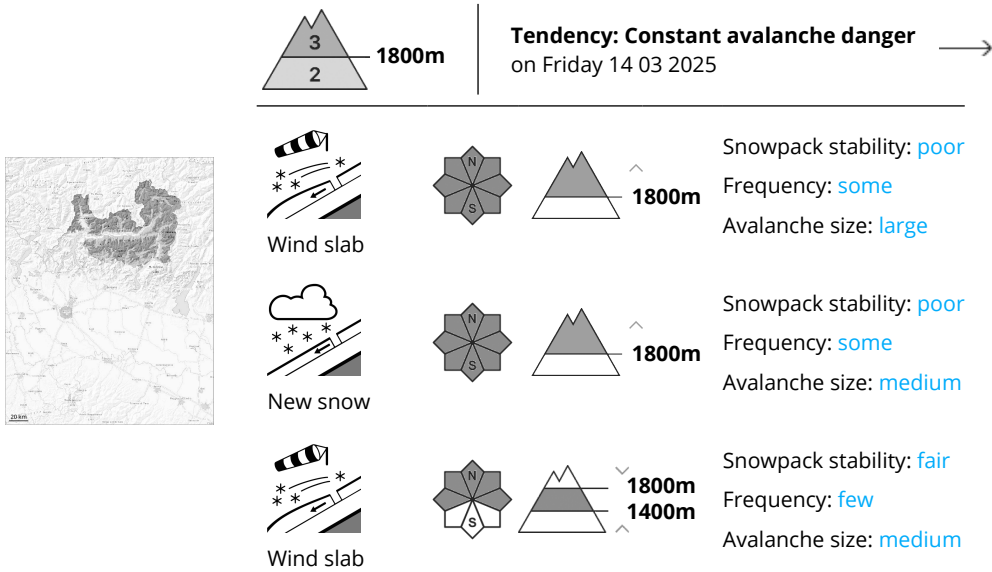 3
1800m
2
Tendency: Constant avalanche danger
on Friday 14 03 2025
N
S
1800m
Wind slab
Snowpack stability: poor
Frequency: some
Avalanche size: large
N
S
1800m
New snow
Snowpack stability: poor
Frequency: some
Avalanche size: medium
N
S
1800m
1400m
Wind slab
Snowpack stability: fair
Frequency: few
Avalanche size: medium
20 km